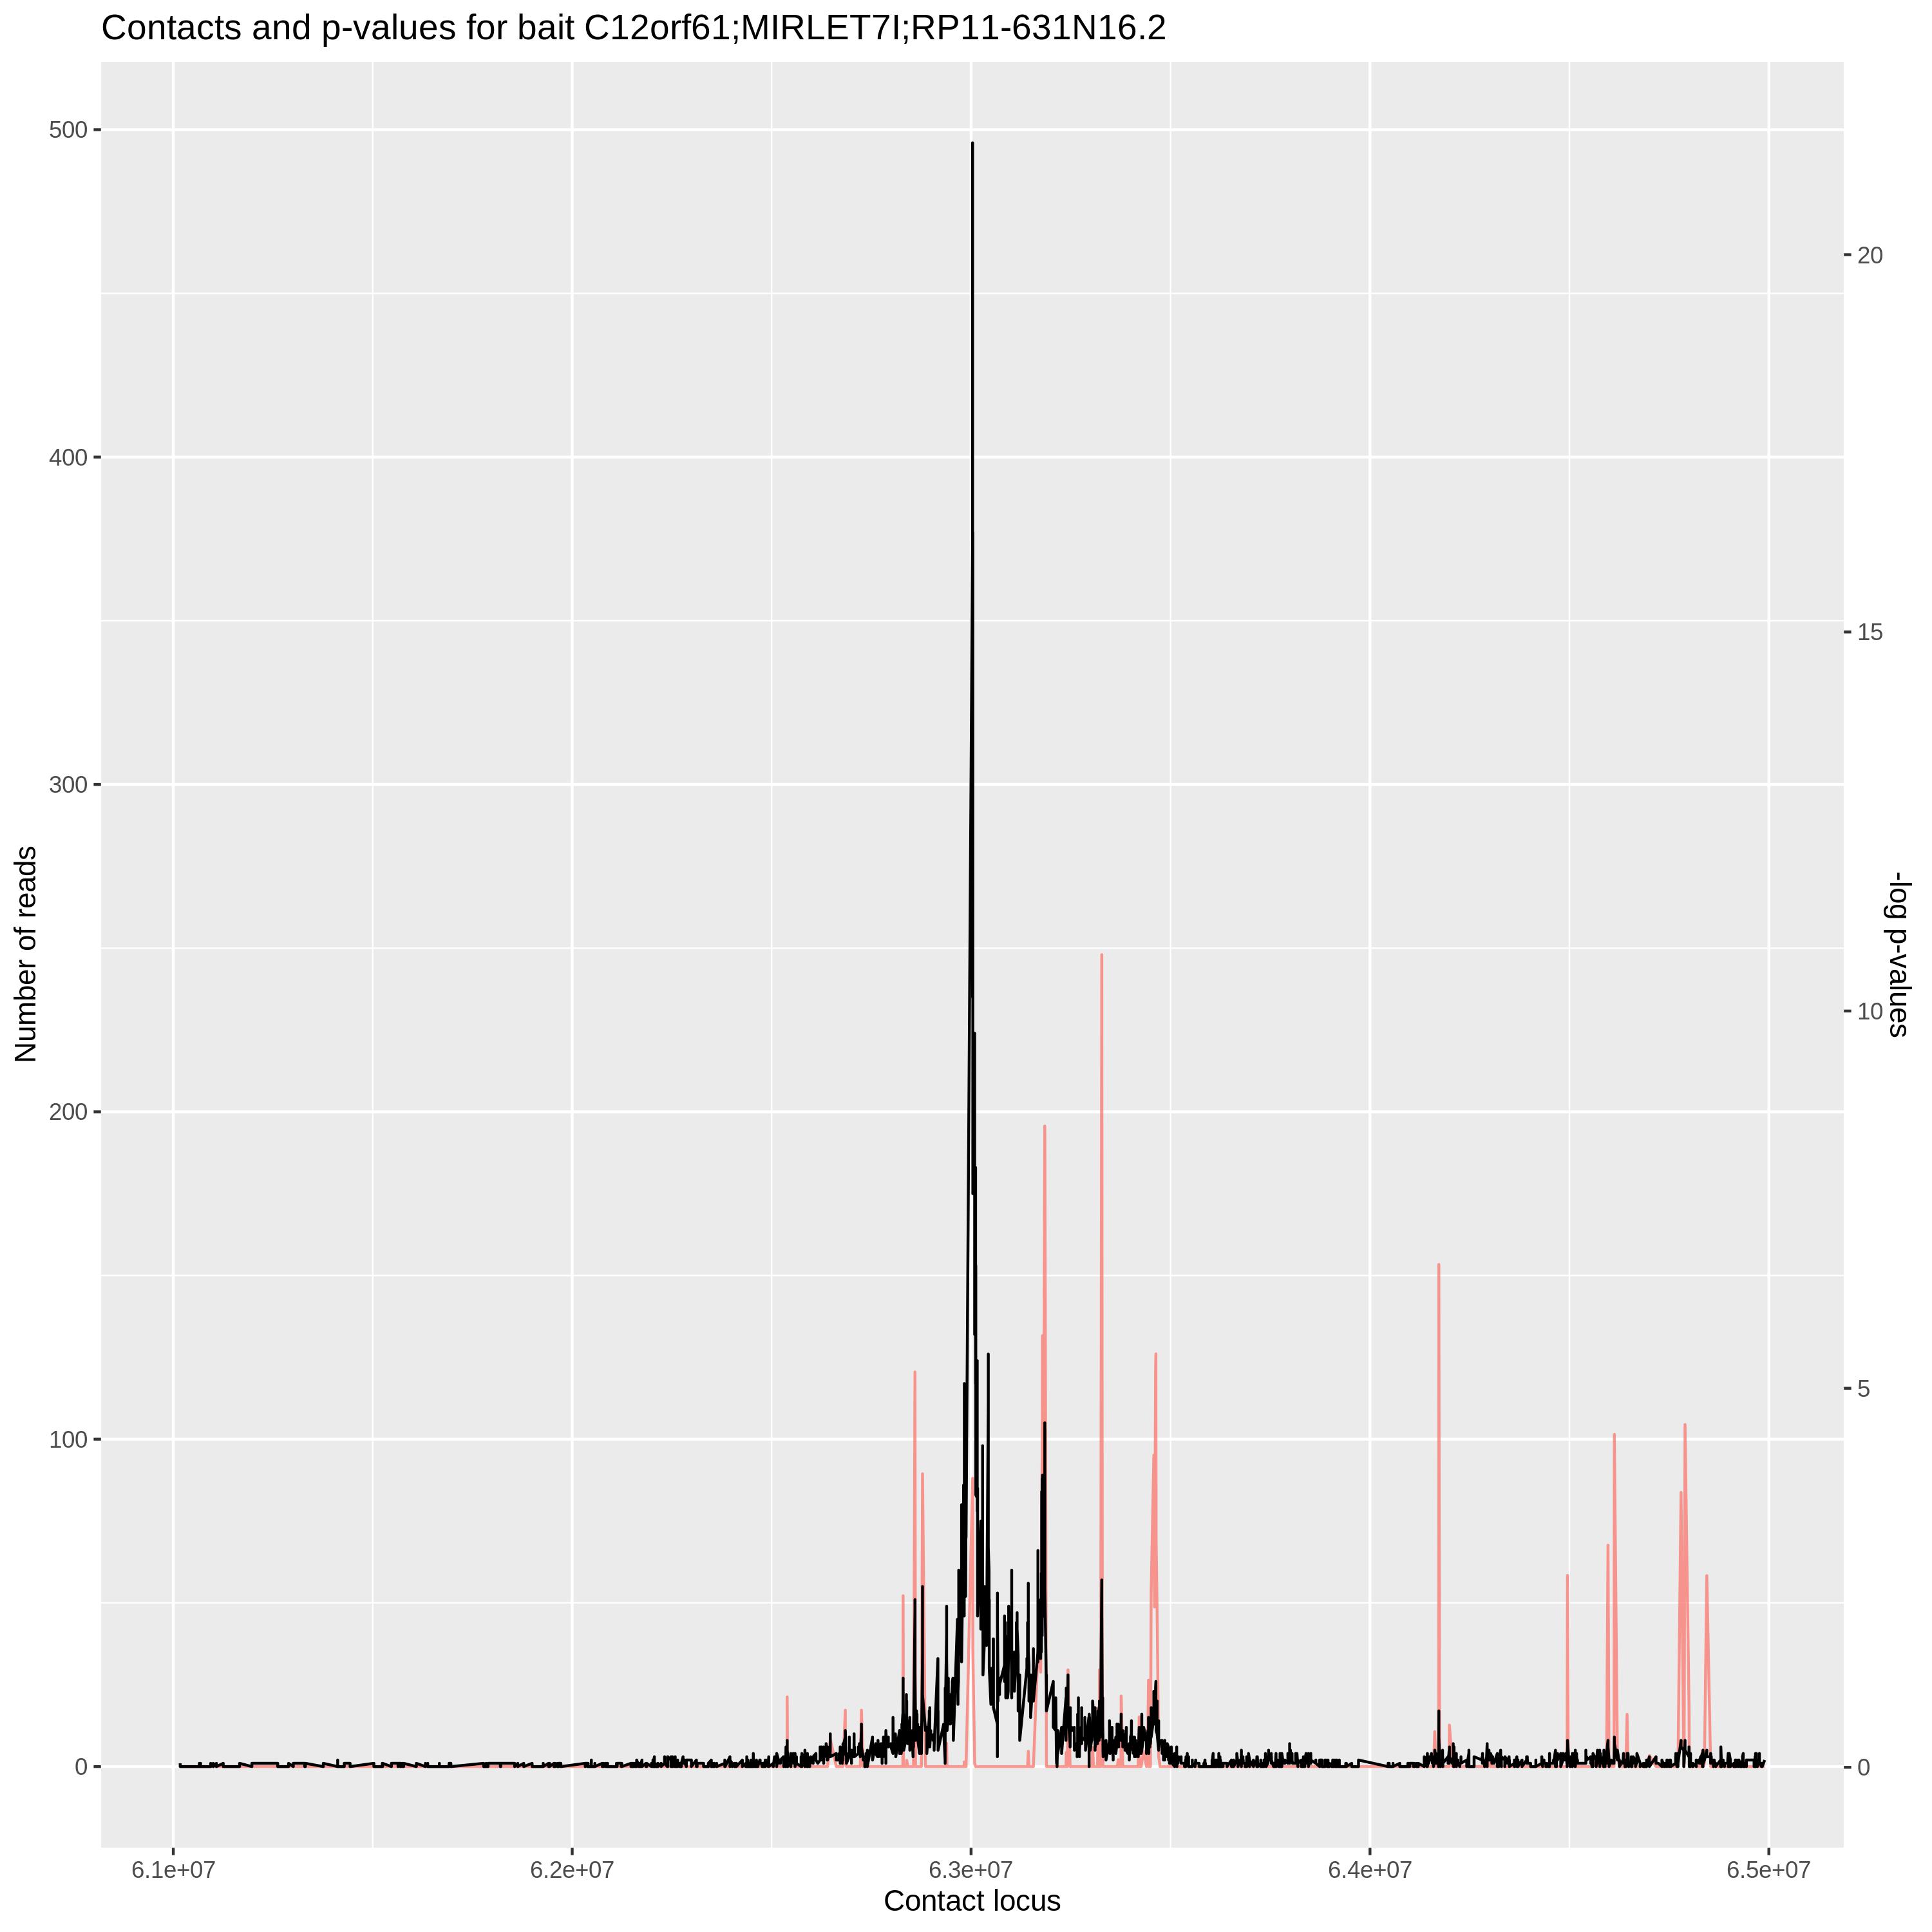 Contacts and p-values for bait C12orf61;MIRLET7I;RP11-631N16.2
500
400
300
200
100
0
Number of reads
20
15
10
5
0
-log p-values
6.1e+07
6.2e+07
6.3e+07
6.4e+07
6.5e+07
Contact locus